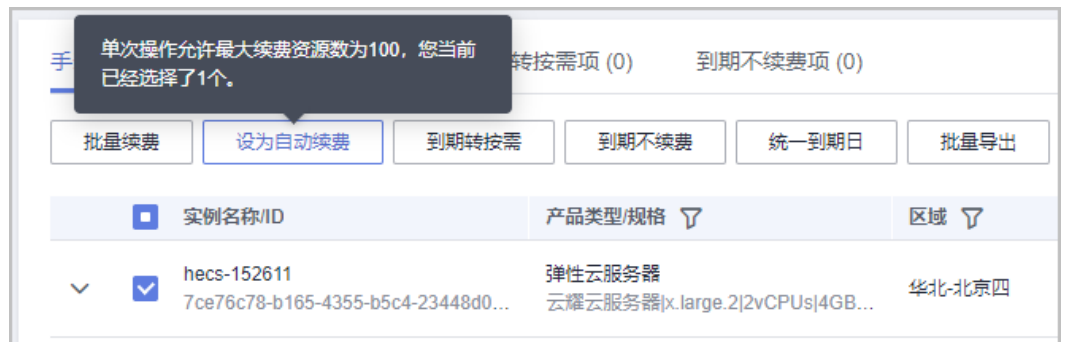 单次操作允许最大续费资源数为100，您当前
已经选择了1个。
手
转按需项 (0)
到期不续费项 (0)
批量续费
设为自动续费
到期转按需
到期不续费
统一到期日
批量导出
实例名称/ID
产品类型/规格
区域
hecs-152611
弹性云服务器
华北-北京四
7ce76c78-b165-4355-b5c4-23448d0...
云耀云服务器|x.large.2|2vCPUs|4GB...